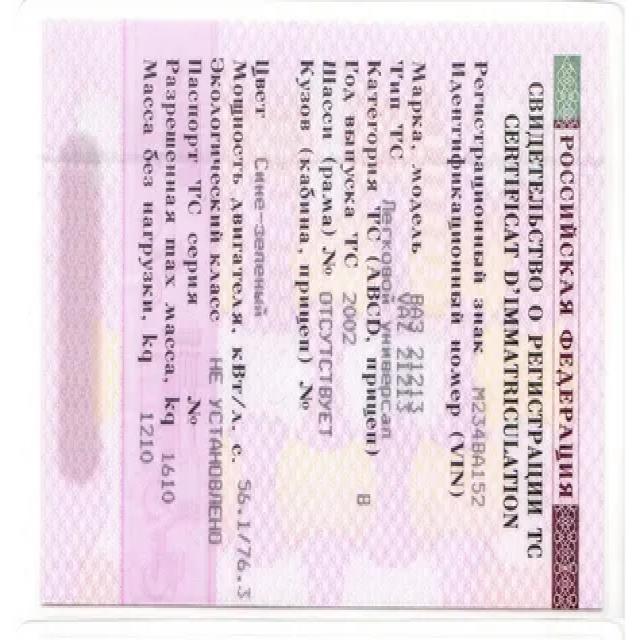 РОССИЙСКАЯ ФЕДЕРАЦИЯ
СВИДЕТЕЛЬСТВО О РЕГИСТРАЦИИ ТС
CERTIFICAT D'IMMATRICULATION
Регистрационный знак М234ВА152
Идентификационный номер (VIN)
Марка, модель ВАЗ 21213
VAZ 21213
Тип ТС Легковой универсал
Категория ТС (ABCD, прицеп) В
Год выпуска ТС 2002
Шасси (рама) № ОТСУТСТВУЕТ
Кузов (кабина, прицеп) №
Цвет Сине-зеленый
Мощность двигателя, кВт/л. с. 56.1/76.3
Экологический класс НЕ УСТАНОВЛЕНО
Паспорт ТС серия №
Разрешенная max масса, kg 1610
Масса без нагрузки, kg 1210